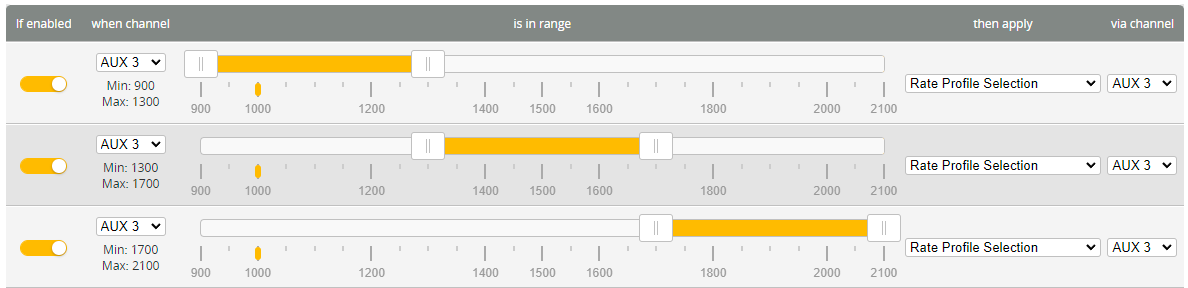 If enabled when channel is in range then apply via channel
AUX 3
Min: 900
Max: 1300
900 1000 1200 1400 1500 1600 1800 2000 2100
Rate Profile Selection AUX 3
AUX 3
Min: 1300
Max: 1700
900 1000 1200 1400 1500 1600 1800 2000 2100
Rate Profile Selection AUX 3
AUX 3
Min: 1700
Max: 2100
900 1000 1200 1400 1500 1600 1800 2000 2100
Rate Profile Selection AUX 3